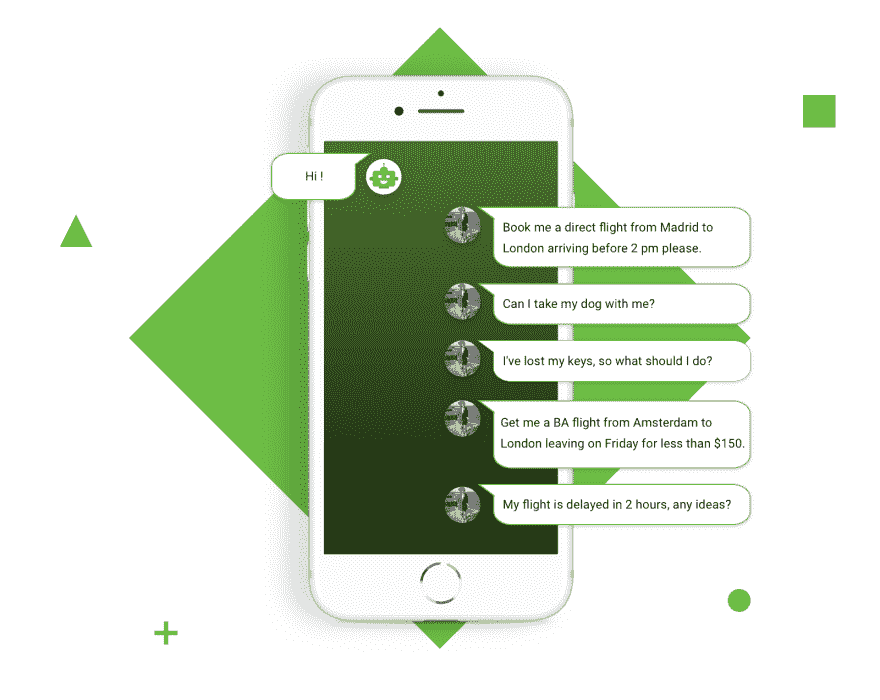 Hi !
Book me a direct flight from Madrid to
London arriving before 2 pm please.
Can I take my dog with me?
I've lost my keys, so what should I do?
Get me a BA flight from Amsterdam to
London leaving on Friday for less than $150.
My flight is delayed in 2 hours, any ideas?